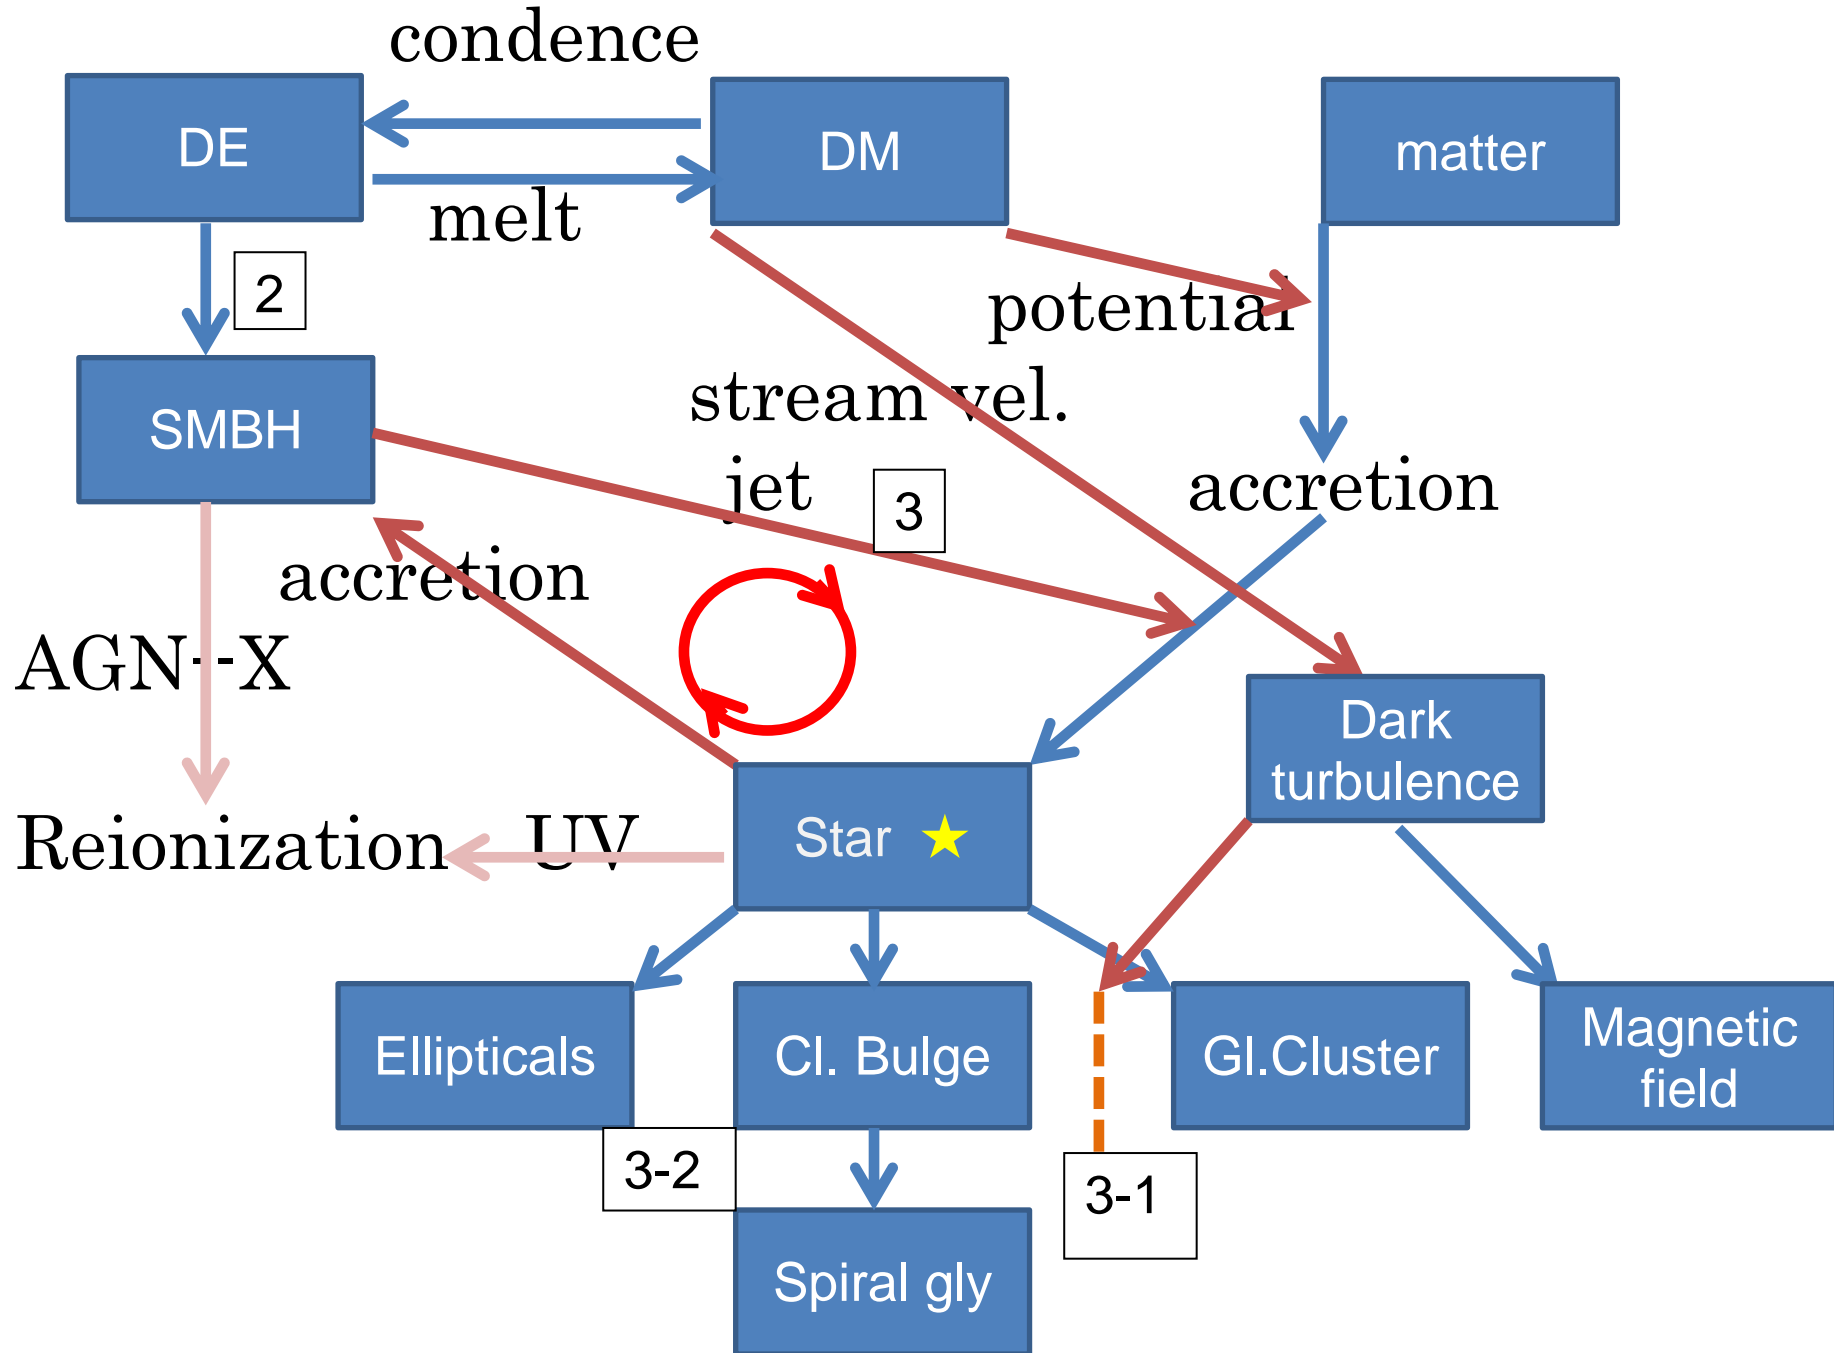 condence
DE
DM
matter
melt
2
potential
stream vel.
SMBH
jet
3
accretion
accretion
AGN--X
Dark
turbulence
Reionization
UV
Star
Ellipticals
Cl. Bulge
Gl.Cluster
Magnetic
field
3-2
3-1
Spiral gly